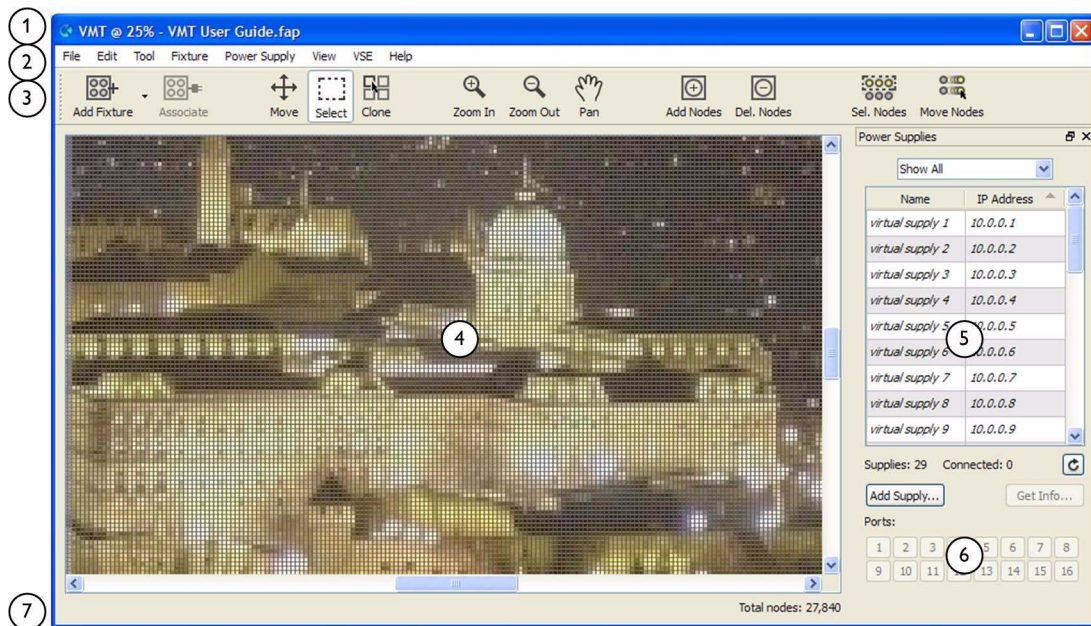 1
VMT @ 25% - VMT User Guide.fap
2
File Edit Tool Fixture Power Supply View VSE Help
3
Add Fixture Associate Move Select Clone Zoom In Zoom Out Pan Add Nodes Del. Nodes Sel. Nodes Move Nodes
Power Supplies
Show All
Name IP Address
virtual supply 1 10.0.0.1
virtual supply 2 10.0.0.2
virtual supply 3 10.0.0.3
virtual supply 4 10.0.0.4
virtual supply 5 10.0.0.5
4
5
virtual supply 6 10.0.0.6
virtual supply 7 10.0.0.7
virtual supply 8 10.0.0.8
virtual supply 9 10.0.0.9
Supplies: 29 Connected: 0
Add Supply... Get Info...
Ports:
1 2 3 5 6 7 8
6
9 10 11 13 14 15 16
7
Total nodes: 27,840